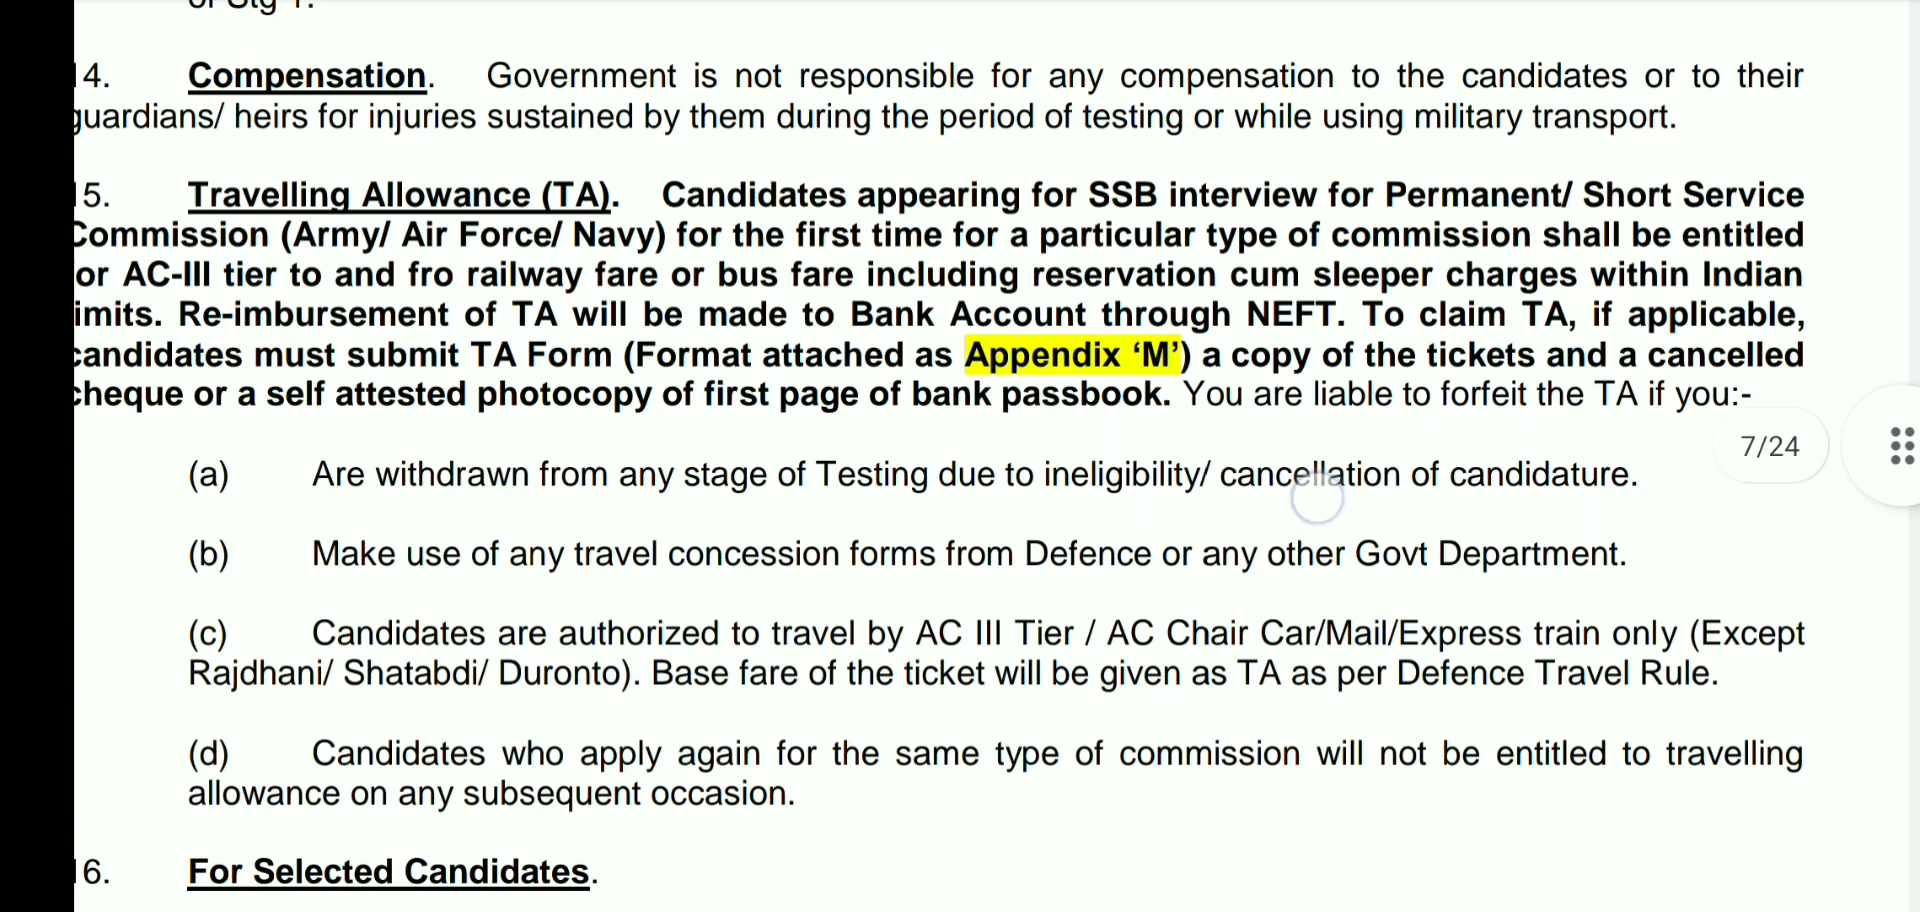 4. Compensation. Government is not responsible for any compensation to the candidates or to their
guardians/ heirs for injuries sustained by them during the period of testing or while using military transport.
5. Travelling Allowance (TA). Candidates appearing for SSB interview for Permanent/ Short Service
Commission (Army/ Air Force/ Navy) for the first time for a particular type of commission shall be entitled
or AC-III tier to and fro railway fare or bus fare including reservation cum sleeper charges within Indian
imits. Re-imbursement of TA will be made to Bank Account through NEFT. To claim TA, if applicable,
candidates must submit TA Form (Format attached as Appendix ‘M’) a copy of the tickets and a cancelled
cheque or a self attested photocopy of first page of bank passbook. You are liable to forfeit the TA if you:-
7/24
(a) Are withdrawn from any stage of Testing due to ineligibility/ cancellation of candidature.
(b) Make use of any travel concession forms from Defence or any other Govt Department.
(c) Candidates are authorized to travel by AC III Tier / AC Chair Car/Mail/Express train only (Except
Rajdhani/ Shatabdi/ Duronto). Base fare of the ticket will be given as TA as per Defence Travel Rule.
(d) Candidates who apply again for the same type of commission will not be entitled to travelling
allowance on any subsequent occasion.
6. For Selected Candidates.